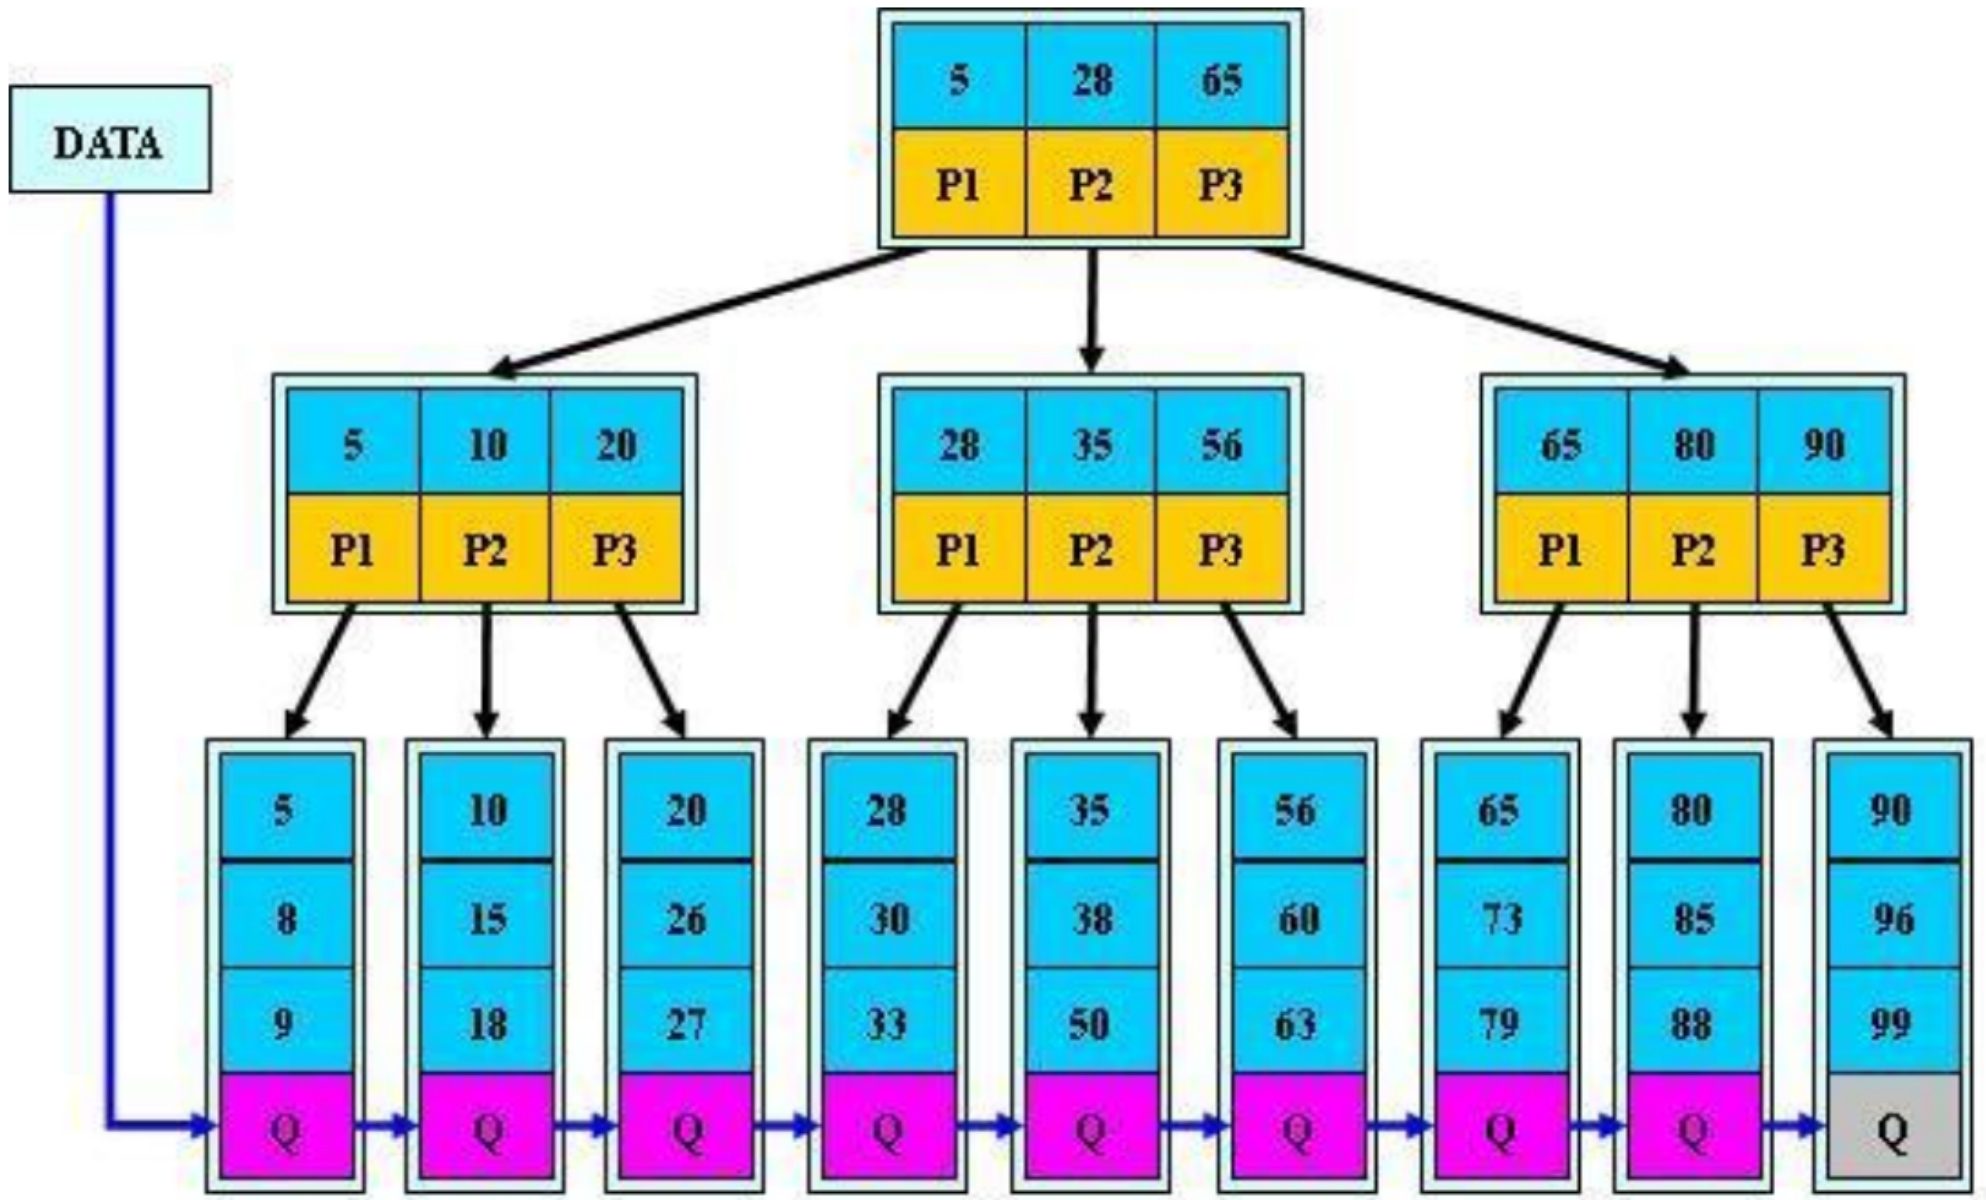 5 28 65
DATA
P1 P2 P3
5 10 20 28 35 56 65 80 90
P1 P2 P3 P1 P2 P3 P1 P2 P3
5 10 20 28 35 56 65 80 90
8 15 26 30 38 60 73 85 96
9 18 27 33 50 63 79 88 99
Q Q Q Q Q Q Q Q Q